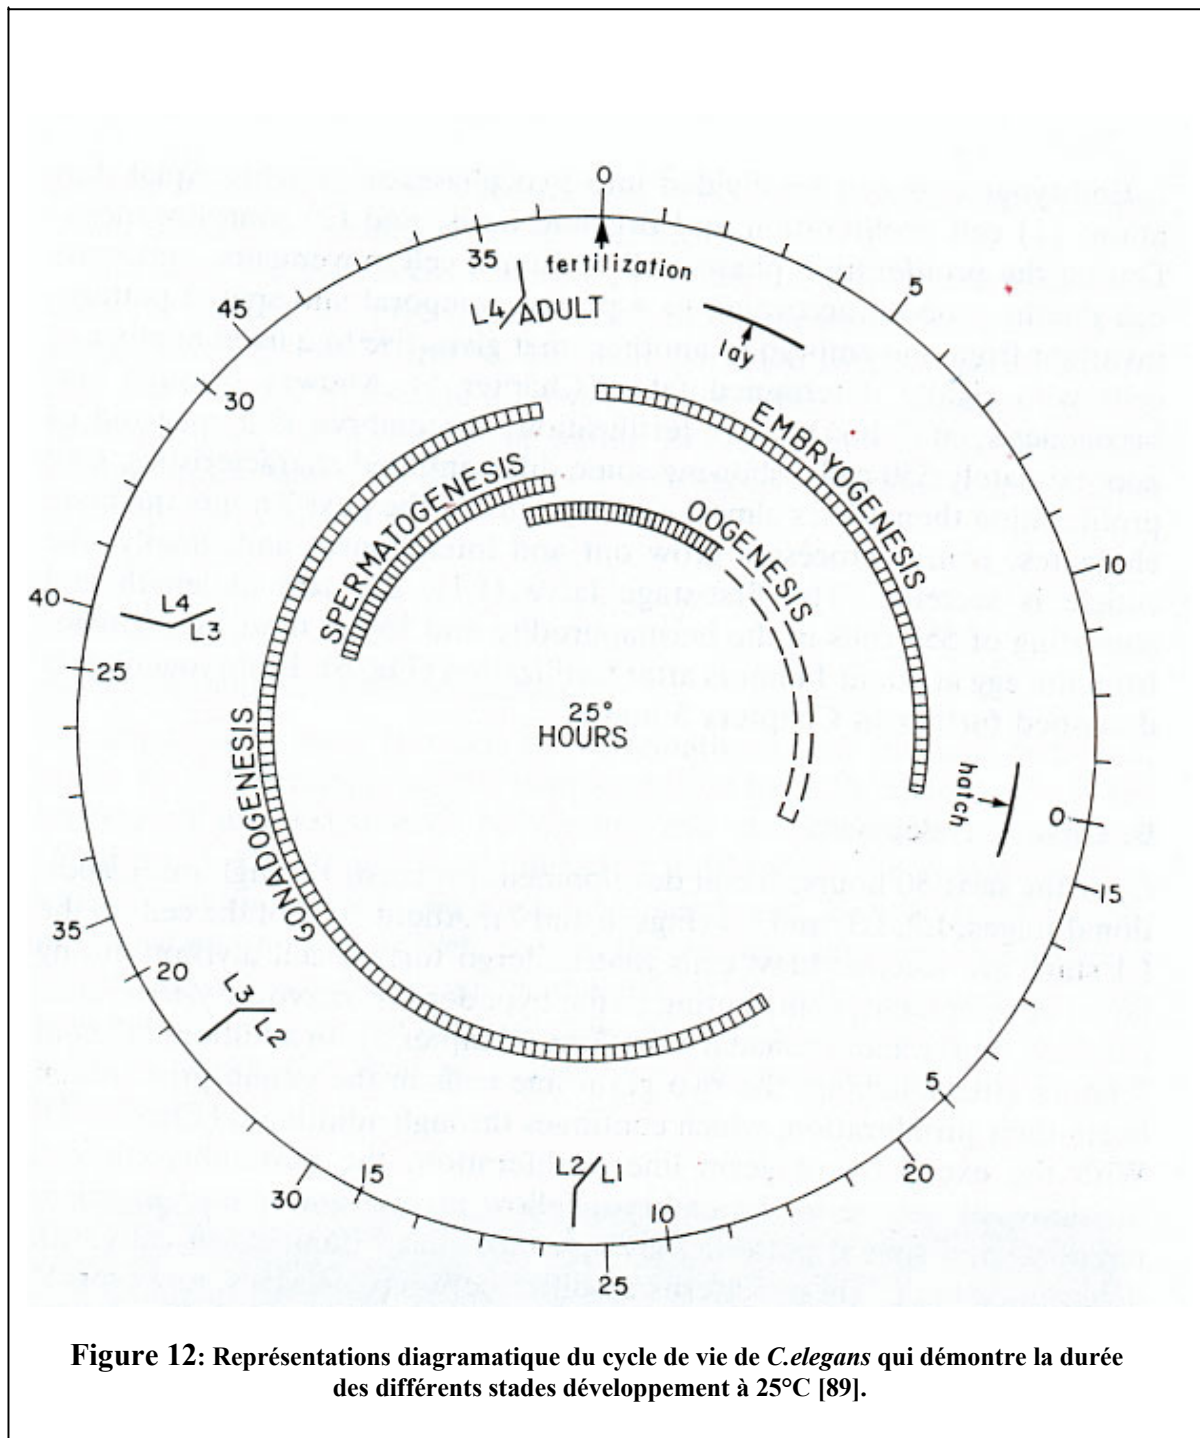 0
fertilization
35
L4/ADULT
lay
5
45
30
EMBRYOGENESIS
SPERMATOGENESIS
OOGENESIS
10
40
L4
L3
25
25°
HOURS
GONADOGENESIS
hatch
0
15
35
20
L3
L2
5
20
L2/L1
30
15
10
25
Figure 12: Représentations diagramatique du cycle de vie de C.elegans qui démontre la durée
des différents stades développement à 25°C [89].